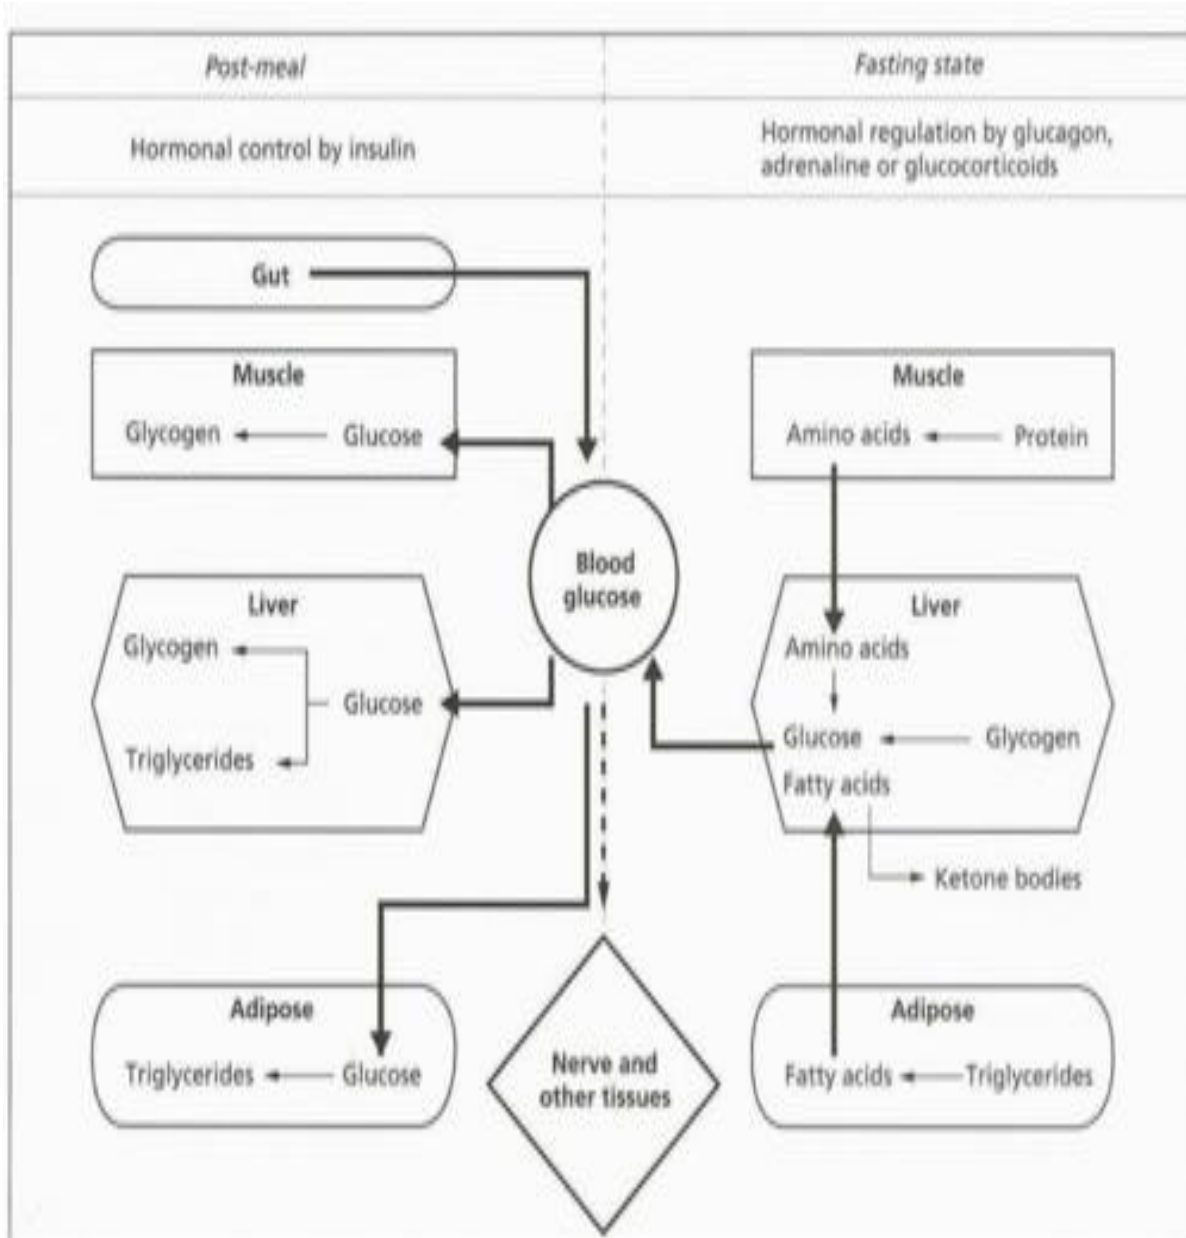 Post-meal
Fasting state
Hormonal control by insulin
Hormonal regulation by glucagon,
adrenaline or glucocorticoids
Gut
Muscle
Glycogen
Glucose
Muscle
Amino acids
Protein
Blood
glucose
Liver
Glycogen
Glucose
Triglycerides
Liver
Amino acids
Glucose
Glycogen
Fatty acids
Ketone bodies
Adipose
Triglycerides
Glucose
Nerve and
other tissues
Adipose
Fatty acids
Triglycerides